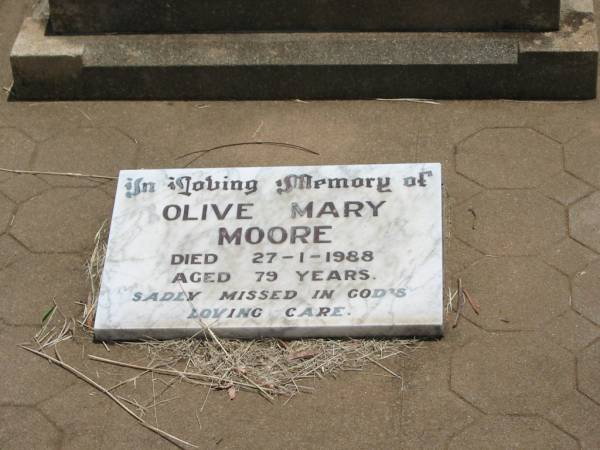 In Loving Memory of
OLIVE MARY
MOORE
DIED 27-1-1988
AGED 79 YEARS.
SADLY MISSED IN GOD'S
LOVING CARE.